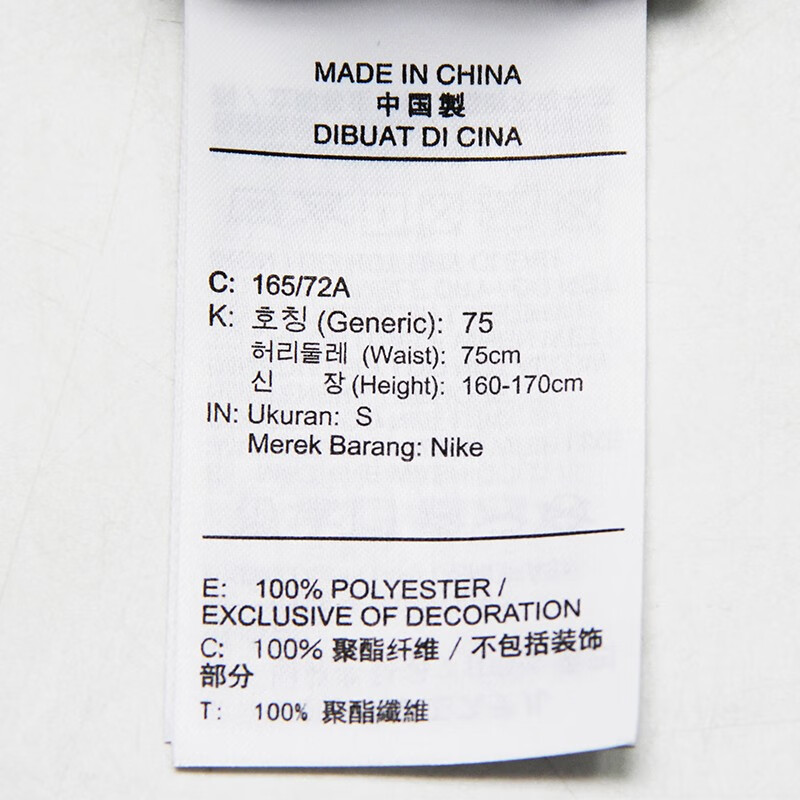 MADE IN CHINA
中国製
DIBUAT DI CINA
C: 165/72A
K: 호칭 (Generic): 75
허리둘레 (Waist): 75cm
신 장 (Height): 160-170cm
IN: Ukuran: S
Merek Barang: Nike
E: 100% POLYESTER /
EXCLUSIVE OF DECORATION
C: 100% 聚酯纤维 / 不包括装饰
部分
T: 100% 聚酯纖維